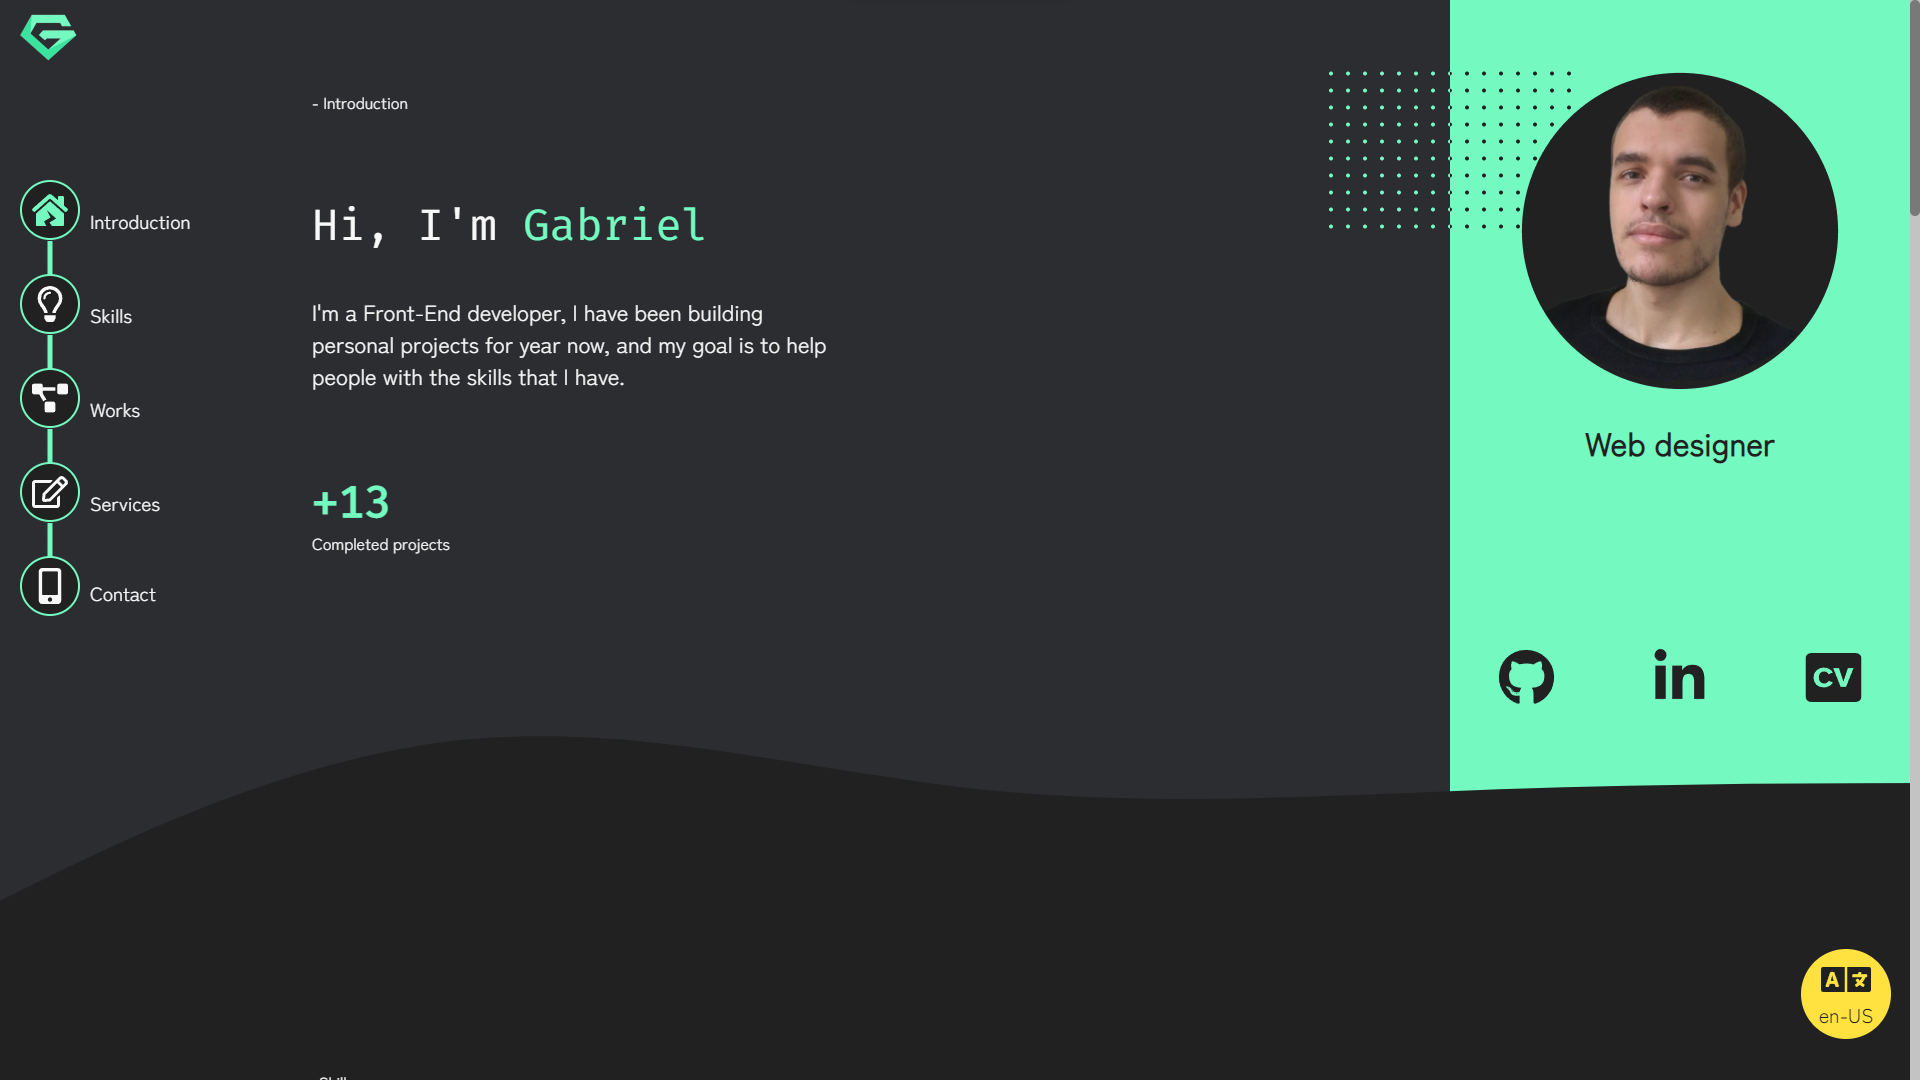 - Introduction
Introduction
Skills
Works
Services
Contact
Hi, I'm Gabriel
I'm a Front-End developer, I have been building
personal projects for year now, and my goal is to help
people with the skills that I have.
+13
Completed projects
Web designer
in
CV
A 文
en-US